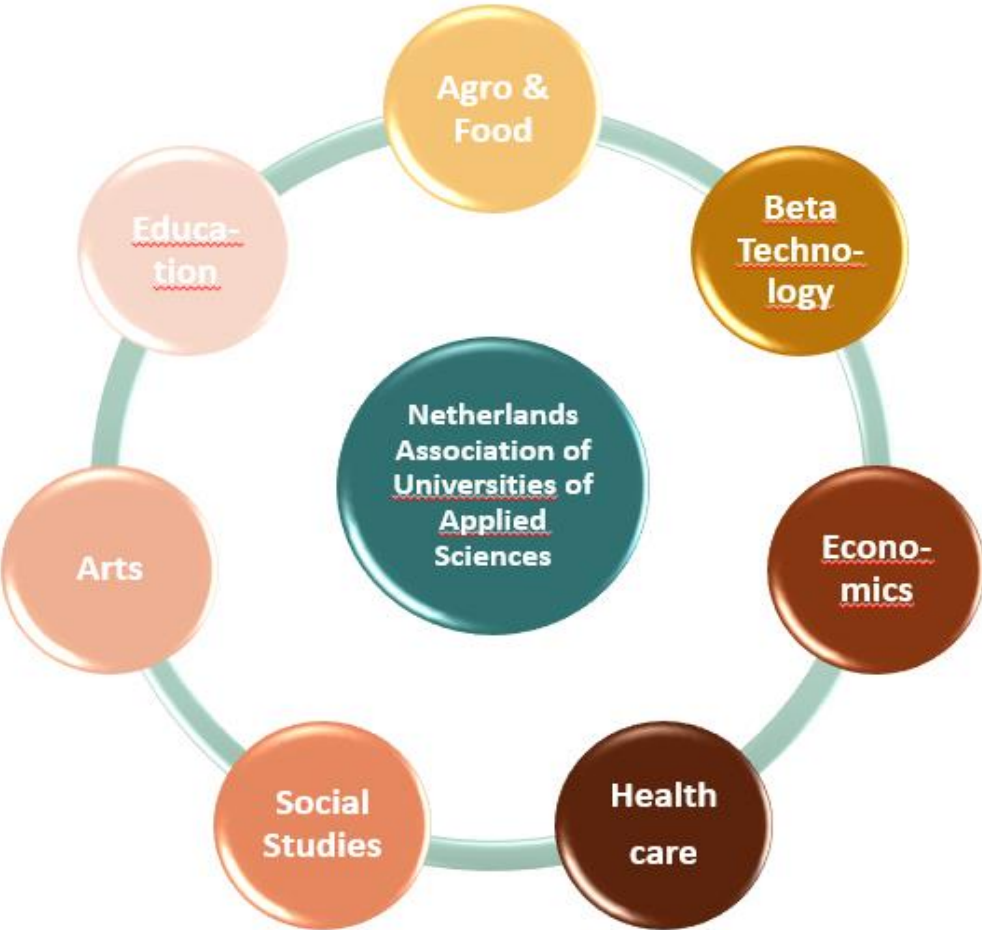 Agro &
Food
Beta
Techno-
logy
Econo-
mics
Health
care
Social
Studies
Arts
Educa-
tion
Netherlands
Association of
Universities of
Applied
Sciences